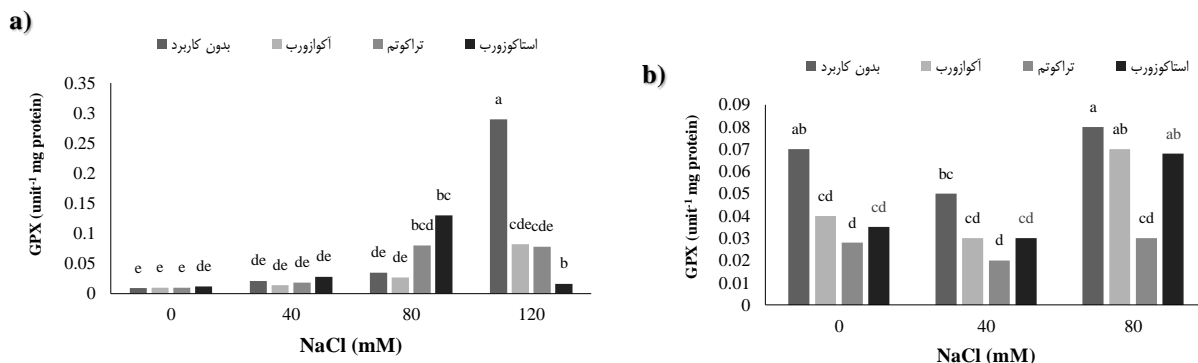 a)
بدون کاربرد آکوازورب تراکوتم استاکوزورب
GPX (unit⁻¹ mg protein)
0.35
0.3
0.25
0.2
0.15
0.1
0.05
0
a
bc
bcd
cde cde
e e e de
de de de de
de de
b
0 40 80 120
NaCl (mM)
b)
بدون کاربرد آکوازورب تراکوتم استاکوزورب
GPX (unit⁻¹ mg protein)
0.09
0.08
0.07
0.06
0.05
0.04
0.03
0.02
0.01
0
ab cd d cd
bc cd d cd
a ab cd ab
0 40 80
NaCl (mM)